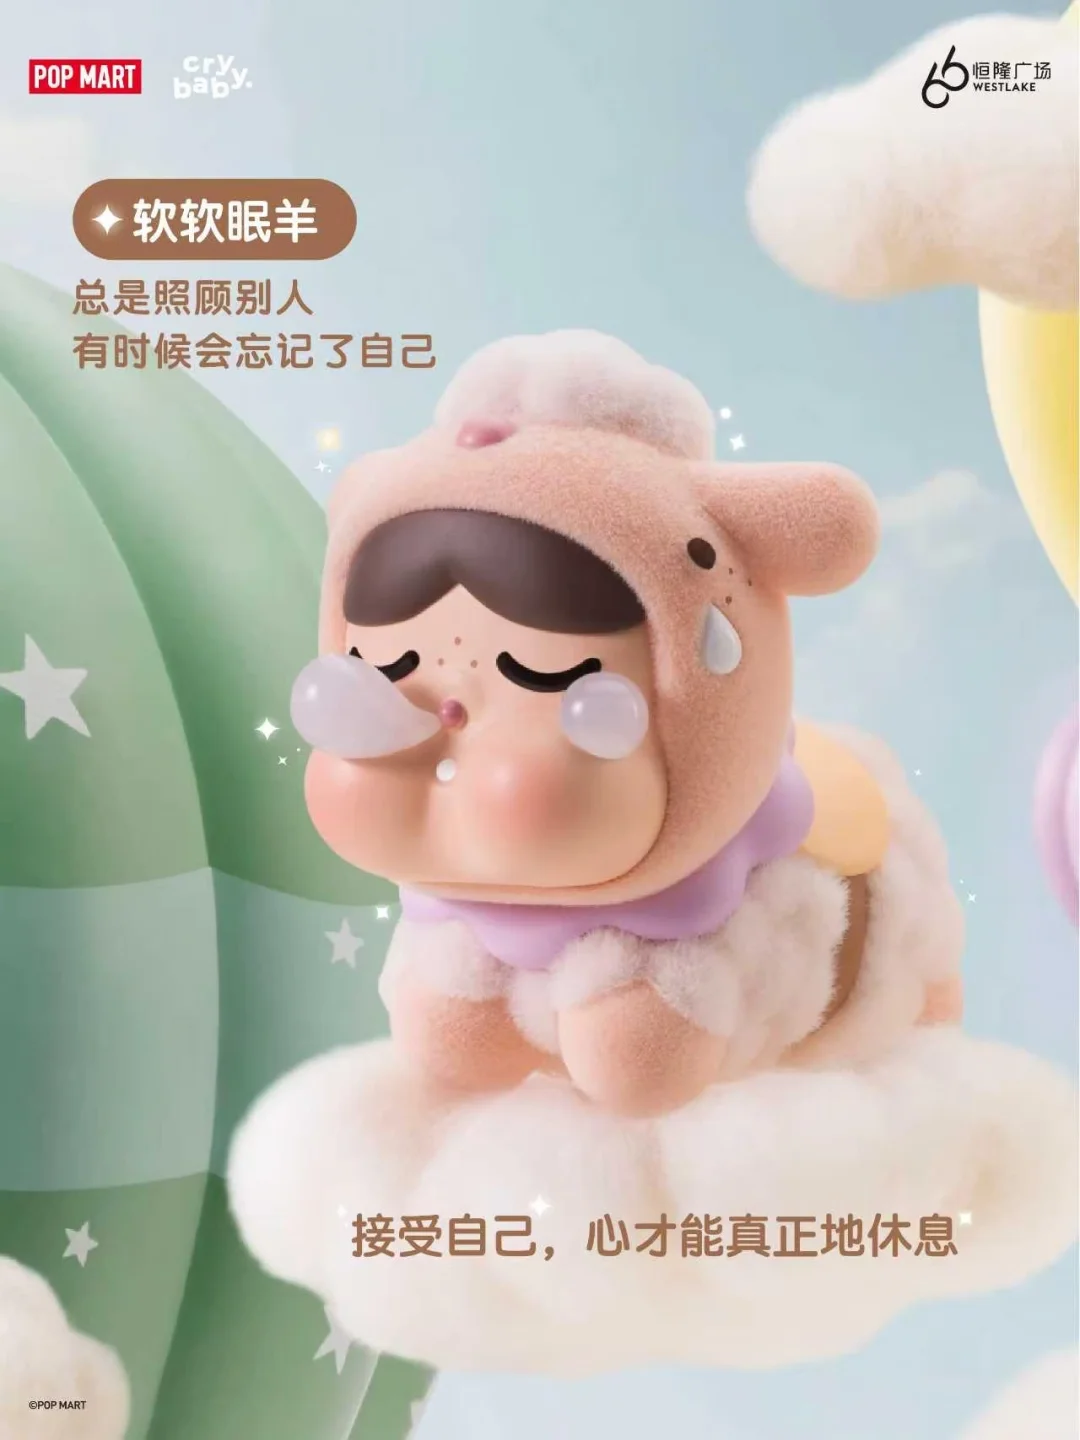 POP MART
cry
baby.
66 恒隆广场
WESTLAKE
软软眠羊
总是照顾别人
有时候会忘记了自己
接受自己，心才能真正地休息
©POP MART